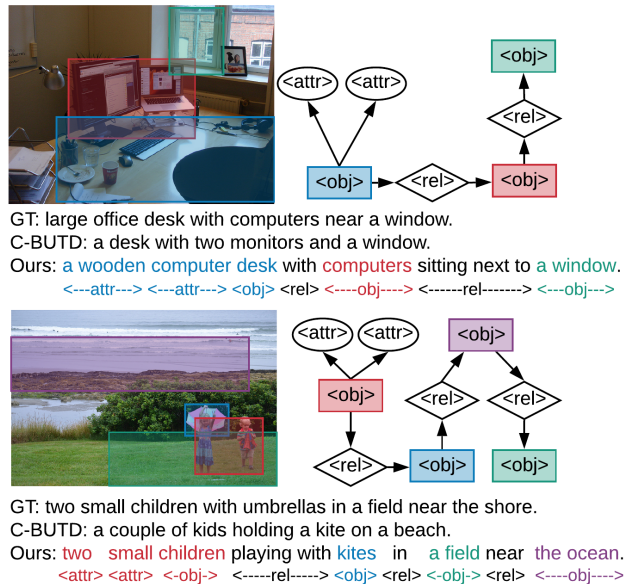 <attr> <attr> <obj>
<rel>
<obj> <rel> <obj>
GT: large office desk with computers near a window.
C-BUTD: a desk with two monitors and a window.
Ours: a wooden computer desk with computers sitting next to a window.
<---attr---> <---attr---> <obj> <rel> <----obj----> <------rel-------> <---obj--->
<attr> <attr> <obj>
<obj> <rel> <rel>
<rel> <obj> <obj>
GT: two small children with umbrellas in a field near the shore.
C-BUTD: a couple of kids holding a kite on a beach.
Ours: two small children playing with kites in a field near the ocean.
<attr> <attr> <-obj-> <-----rel-----> <obj> <rel> <-obj-> <rel> <----obj---->